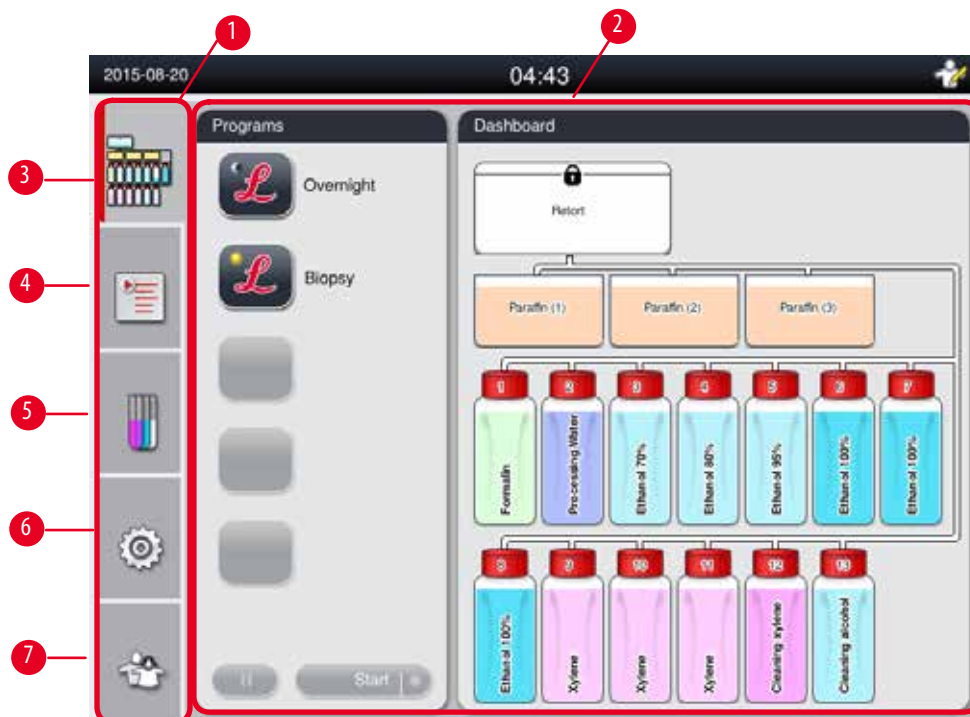 1
2
2015-08-20
04:43
3
4
5
6
7
Programs
Overnight
Biopsy
Start
Dashboard
Retort
Paraffin (1)
Paraffin (2)
Paraffin (3)
1
2
3
4
5
6
7
Formalin
Processing Water
Ethanol 70%
Ethanol 80%
Ethanol 95%
Ethanol 100%
Ethanol 100%
8
9
10
11
12
13
Ethanol 100%
Xylene
Xylene
Xylene
Cleaning xylene
Cleaning alcohol